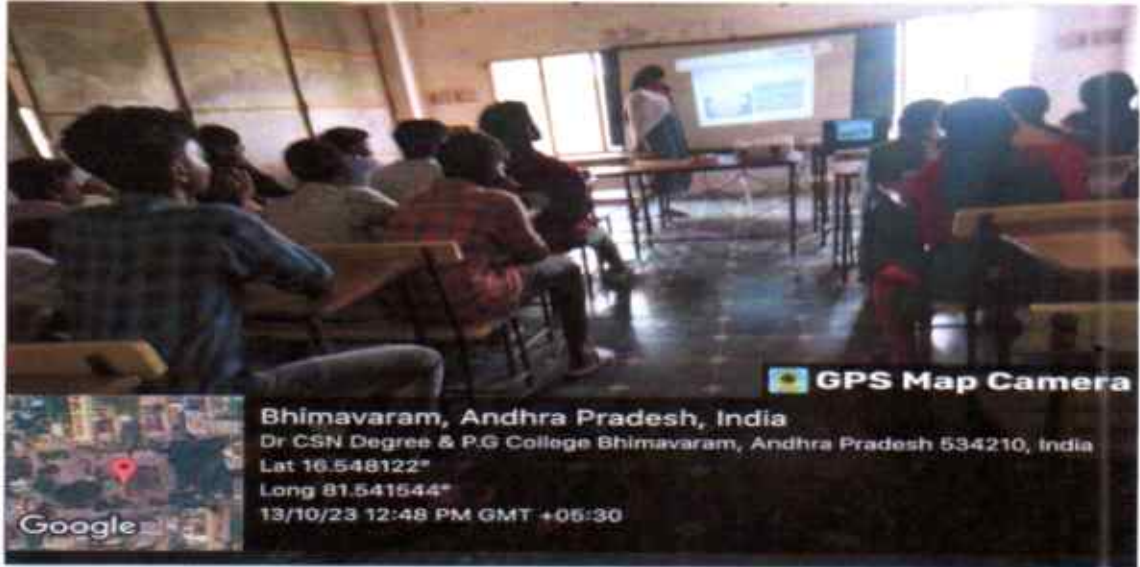 GPS Map Camera
Bhimavaram, Andhra Pradesh, India
Dr CSN Degree & P.G College Bhimavaram, Andhra Pradesh 534210, India
Lat 16.548122°
Long 81.541544°
13/10/23 12:48 PM GMT +05:30
Google